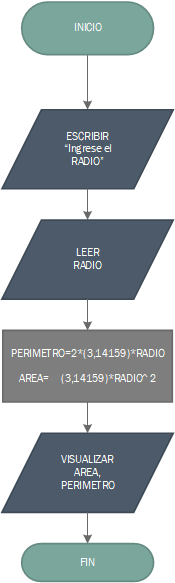 INICIO
ESCRIBIR
“Ingrese el
RADIO”
LEER
RADIO
PERIMETRO=2*(3,14159)*RADIO
AREA= (3,14159)*RADIO^2
VISUALIZAR
AREA,
PERIMETRO
FIN